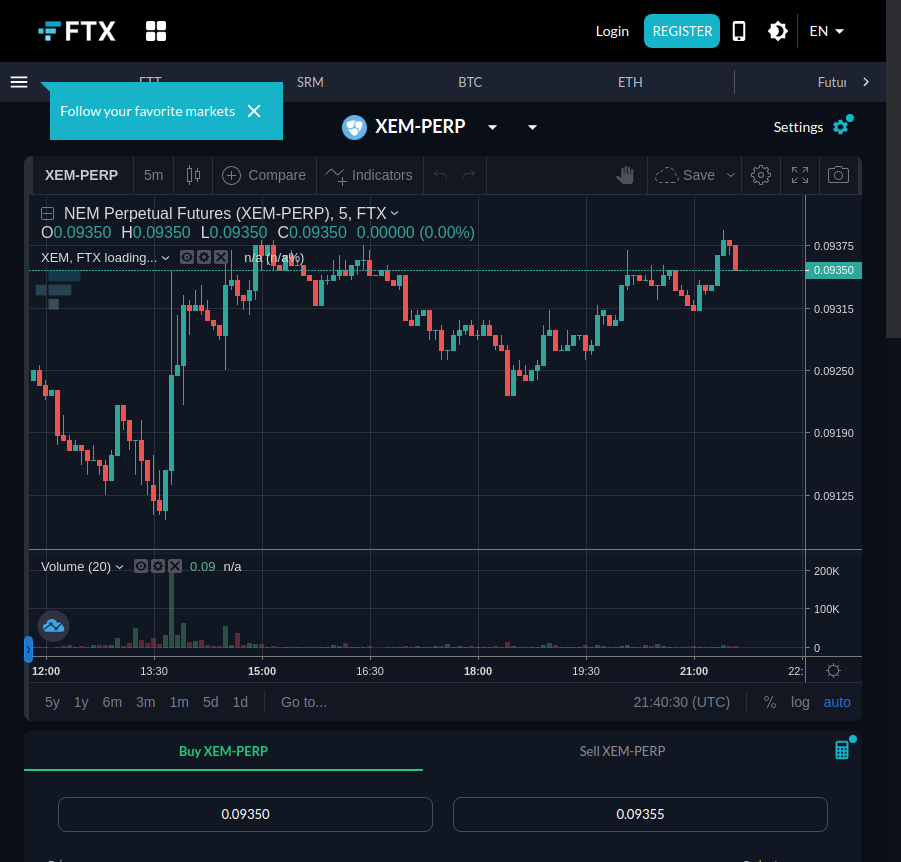 FTX
Login
REGISTER
EN
FTT
SRM
BTC
ETH
Futur
Follow your favorite markets
XEM-PERP
Settings
XEM-PERP
5m
Compare
Indicators
Save
NEM Perpetual Futures (XEM-PERP), 5, FTX
O0.09350 H0.09350 L0.09350 C0.09350 0.00000 (0.00%)
XEM, FTX loading... n/a (n/a%)
0.09375
0.09350
0.09315
0.09250
0.09190
0.09125
Volume (20) 0.09 n/a
200K
100K
0
12:00 13:30 15:00 16:30 18:00 19:30 21:00 22:
5y 1y 6m 3m 1m 5d 1d Go to... 21:40:30 (UTC) % log auto
Buy XEM-PERP
Sell XEM-PERP
0.09350
0.09355